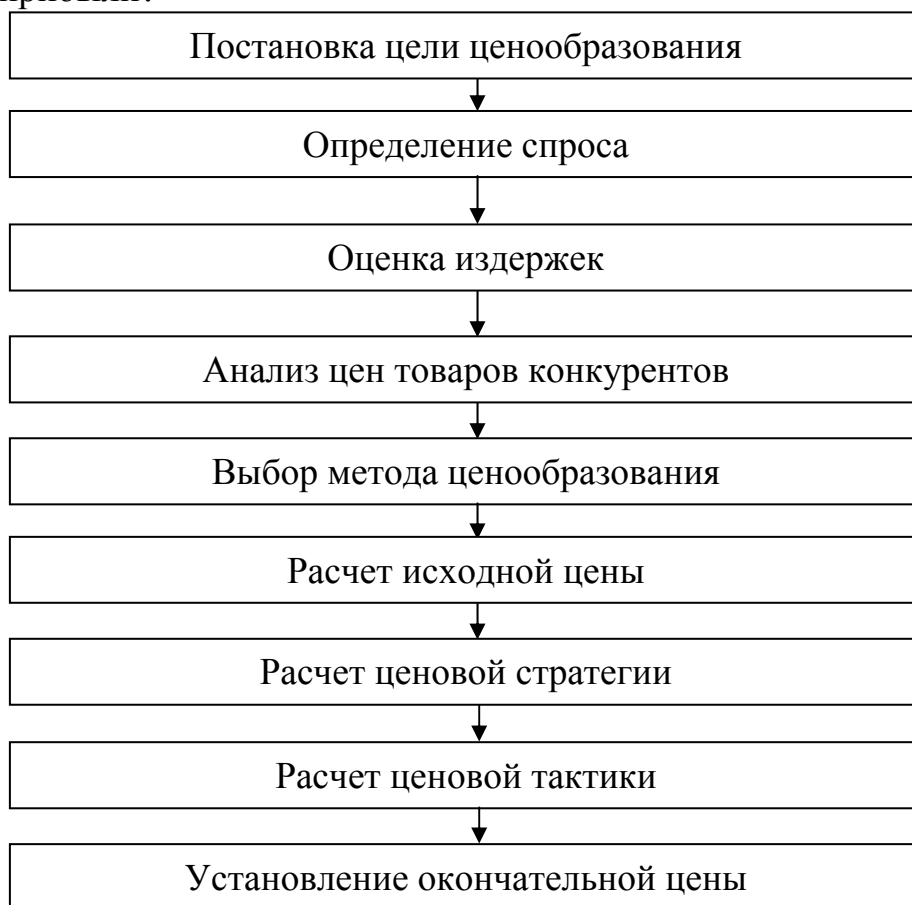 Постановка цели ценообразования
Определение спроса
Оценка издержек
Анализ цен товаров конкурентов
Выбор метода ценообразования
Расчет исходной цены
Расчет ценовой стратегии
Расчет ценовой тактики
Установление окончательной цены